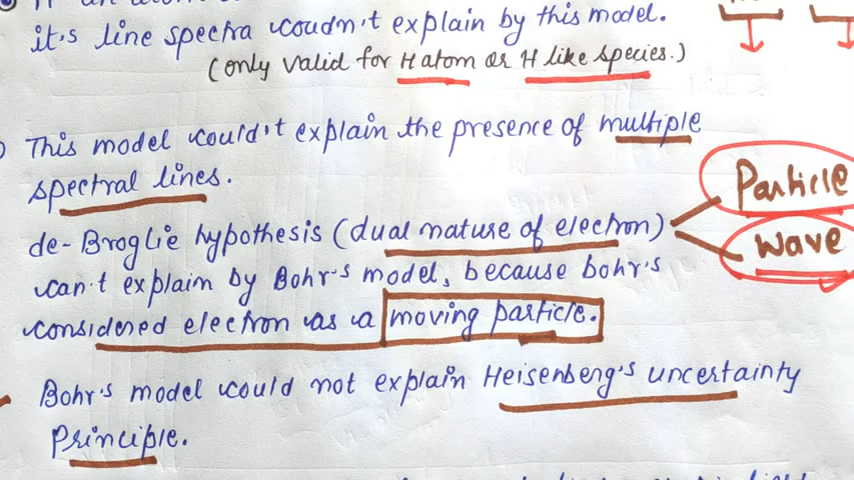 it's line spectra coudn't explain by this model.
(only valid for H atom or H like species.)
This model could't explain the presence of multiple
spectral lines.
de-Broglie hypothesis (dual nature of electron)
Particle
Wave
can't explain by Bohr's model, because bohr's
considered electron as a moving particle.
Bohr's model could not explain Heisenberg's uncertainty
Principle.